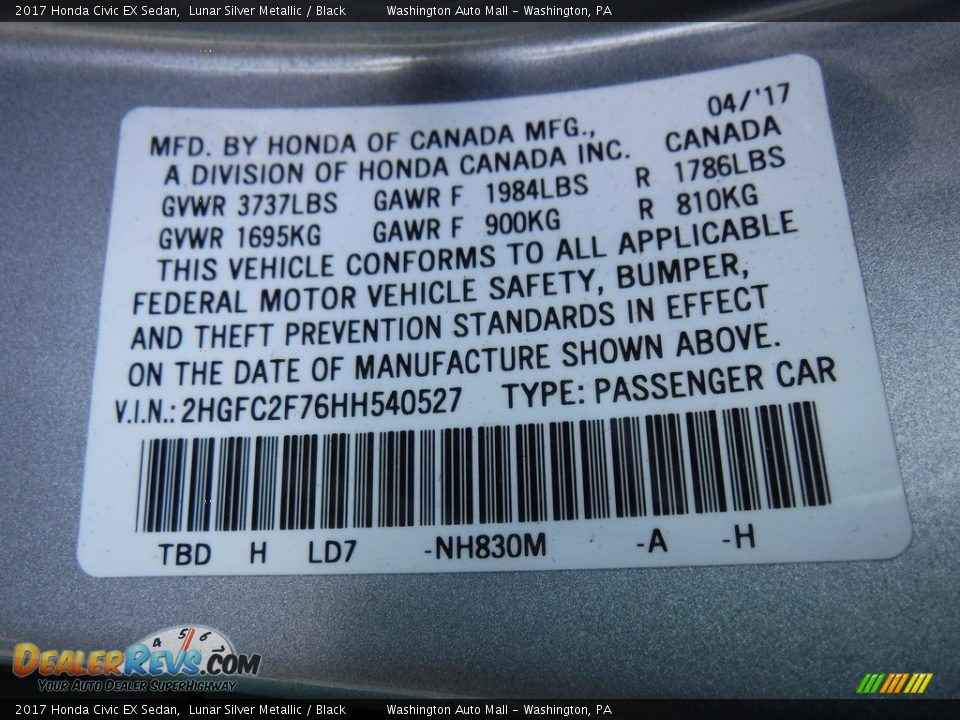 2017 Honda Civic EX Sedan, Lunar Silver Metallic / Black Washington Auto Mall - Washington, PA
04/'17
MFD. BY HONDA OF CANADA MFG.,
A DIVISION OF HONDA CANADA INC. CANADA
GVWR 3737LBS GAWR F 1984LBS R 1786LBS
GVWR 1695KG GAWR F 900KG R 810KG
THIS VEHICLE CONFORMS TO ALL APPLICABLE
FEDERAL MOTOR VEHICLE SAFETY, BUMPER,
AND THEFT PREVENTION STANDARDS IN EFFECT
ON THE DATE OF MANUFACTURE SHOWN ABOVE.
V.I.N.: 2HGFC2F76HH540527 TYPE: PASSENGER CAR
TBD H LD7 -NH830M -A -H
4 5 6 7
DealerRevs.com
Your Auto Dealer SuperHighway
2017 Honda Civic EX Sedan, Lunar Silver Metallic / Black Washington Auto Mall - Washington, PA